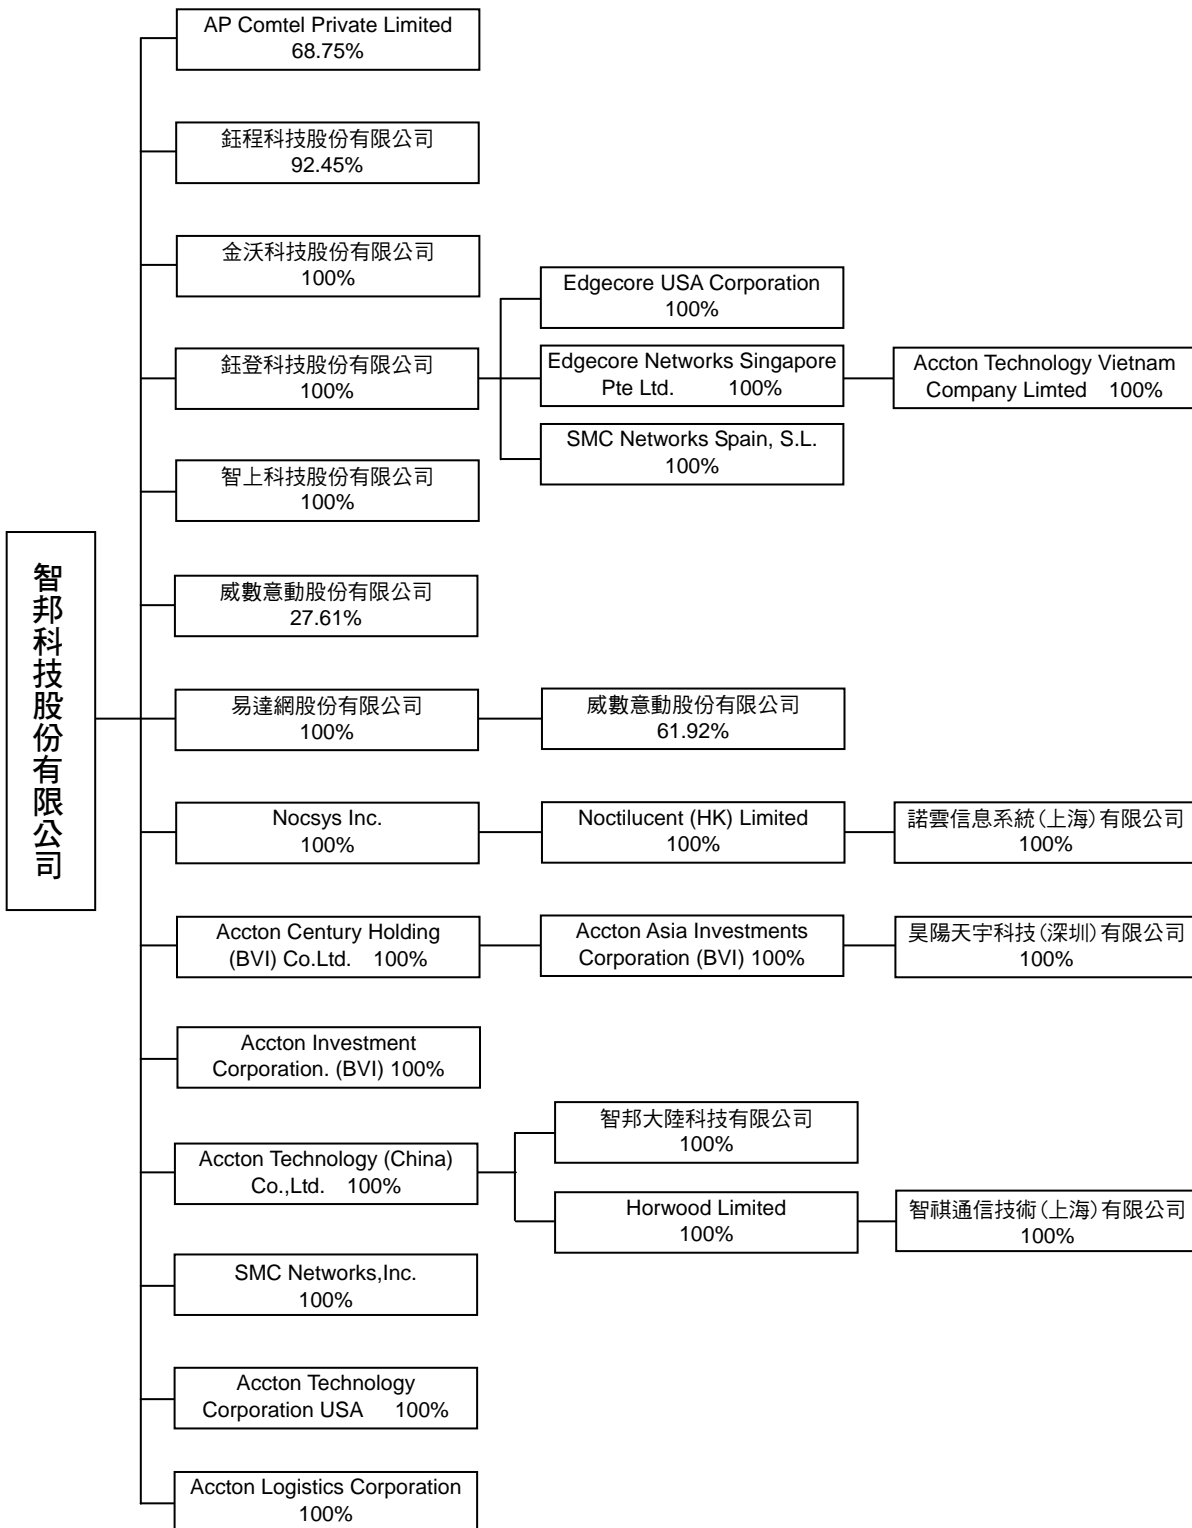 智邦科技股份有限公司
AP Comtel Private Limited
68.75%
鈺程科技股份有限公司
92.45%
金沃科技股份有限公司
100%
鈺登科技股份有限公司
100%
Edgecore USA Corporation
100%
Edgecore Networks Singapore
Pte Ltd. 100%
Accton Technology Vietnam
Company Limted 100%
SMC Networks Spain, S.L.
100%
智上科技股份有限公司
100%
威數意動股份有限公司
27.61%
易達網股份有限公司
100%
威數意動股份有限公司
61.92%
Nocsys Inc.
100%
Noctilucent (HK) Limited
100%
諾雲信息系統(上海)有限公司
100%
Accton Century Holding
(BVI) Co.Ltd. 100%
Accton Asia Investments
Corporation (BVI) 100%
昊陽天宇科技(深圳)有限公司
100%
Accton Investment
Corporation. (BVI) 100%
Accton Technology (China)
Co.,Ltd. 100%
智邦大陸科技有限公司
100%
Horwood Limited
100%
智祺通信技術(上海)有限公司
100%
SMC Networks,Inc.
100%
Accton Technology
Corporation USA 100%
Accton Logistics Corporation
100%